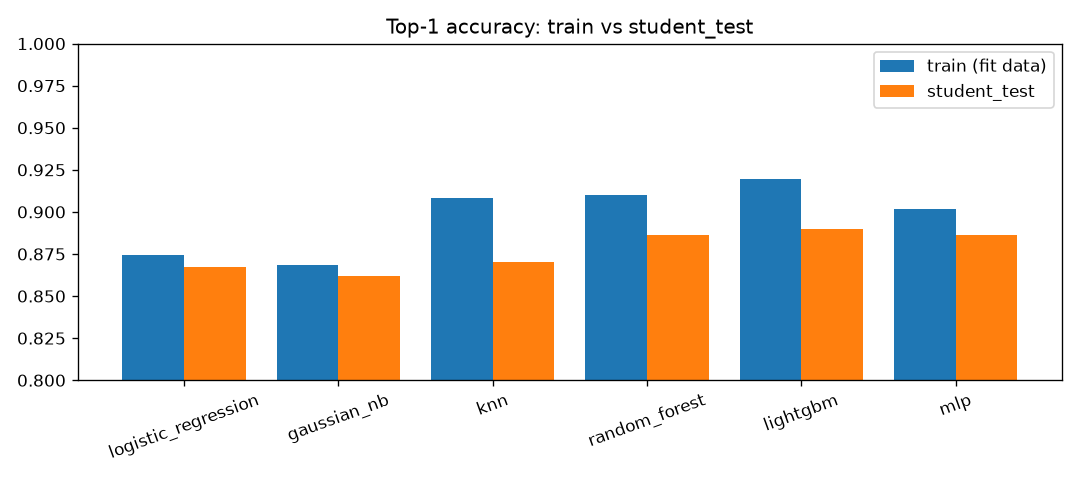 Top-1 accuracy: train vs student_test
train (fit data)
student_test
1.000
0.975
0.950
0.925
0.900
0.875
0.850
0.825
0.800
logistic_regression
gaussian_nb
knn
random_forest
lightgbm
mlp